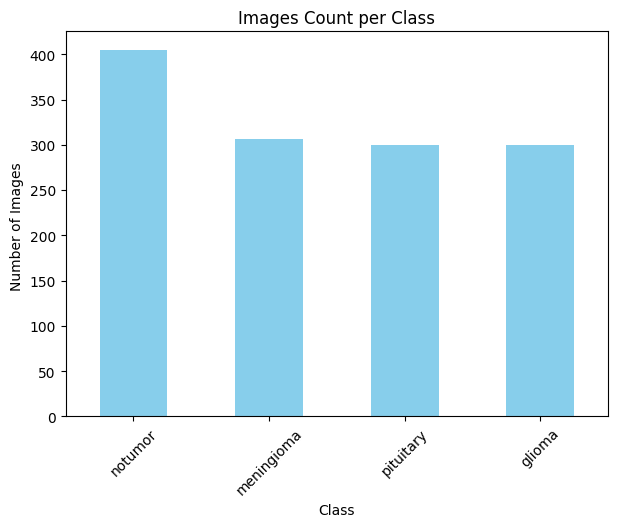 Images Count per Class
Number of Images
400
350
300
250
200
150
100
50
0
notumor
meningioma
pituitary
glioma
Class